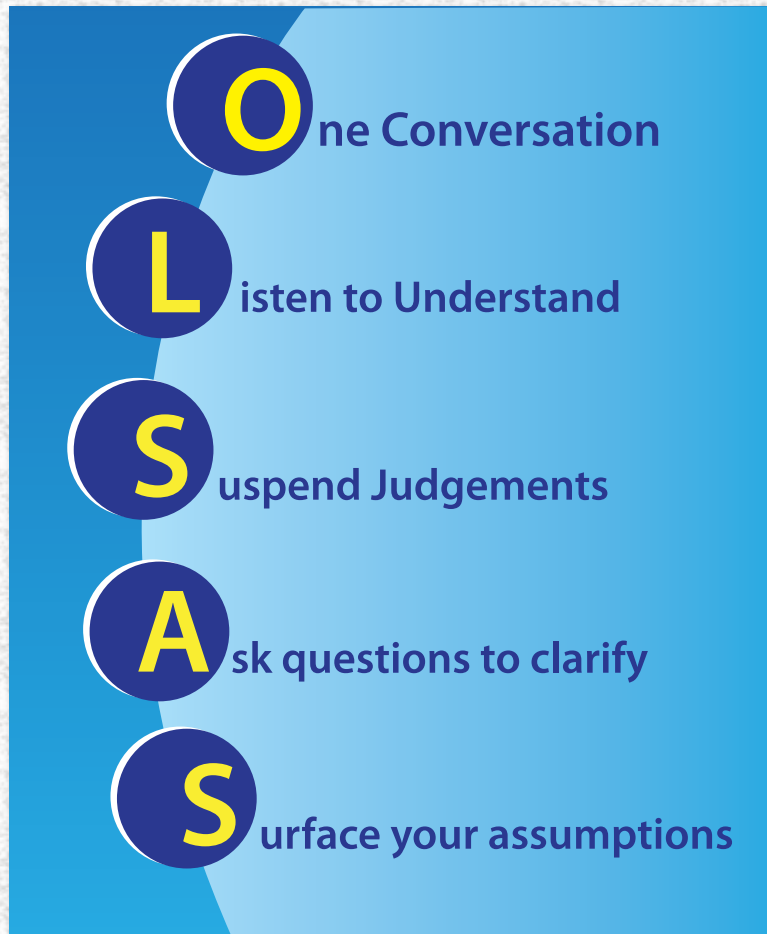 One Conversation
Listen to Understand
Suspend Judgements
Ask questions to clarify
Surface your assumptions